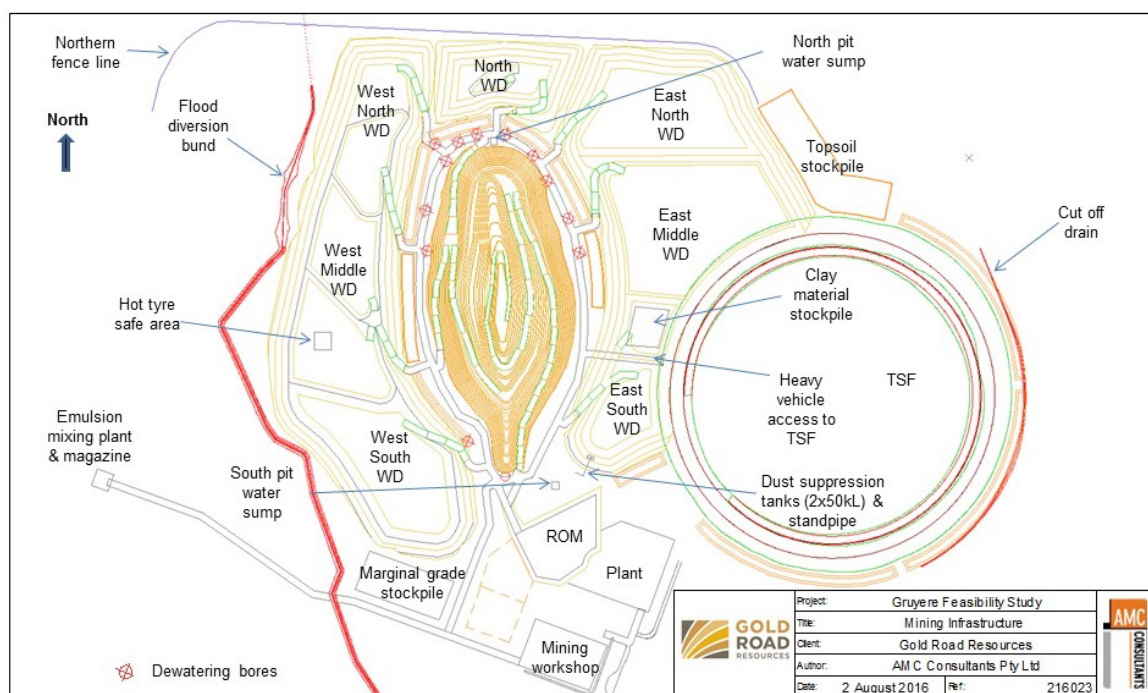 Northern
fence line
North
Flood
diversion
bund
West
North
WD
North
WD
North pit
water sump
East
North
WD
Topsoil
stockpile
Cut off
drain
West
Middle
WD
East
Middle
WD
Hot tyre
safe area
Clay
material
stockpile
TSF
Heavy
vehicle
access to
TSF
Emulsion
mixing plant
& magazine
West
South
WD
East
South
WD
South pit
water
sump
Dust suppression
tanks (2x50kL) &
standpipe
ROM
Marginal grade
stockpile
Plant
Mining
workshop
Dewatering bores
GOLD
ROAD
RESOURCES
Project: Gruyere Feasibility Study
Title: Mining Infrastructure
Client: Gold Road Resources
Author: AMC Consultants Pty Ltd
Date: 2 August 2016 Ref: 216023
AMC
CONSULTANTS